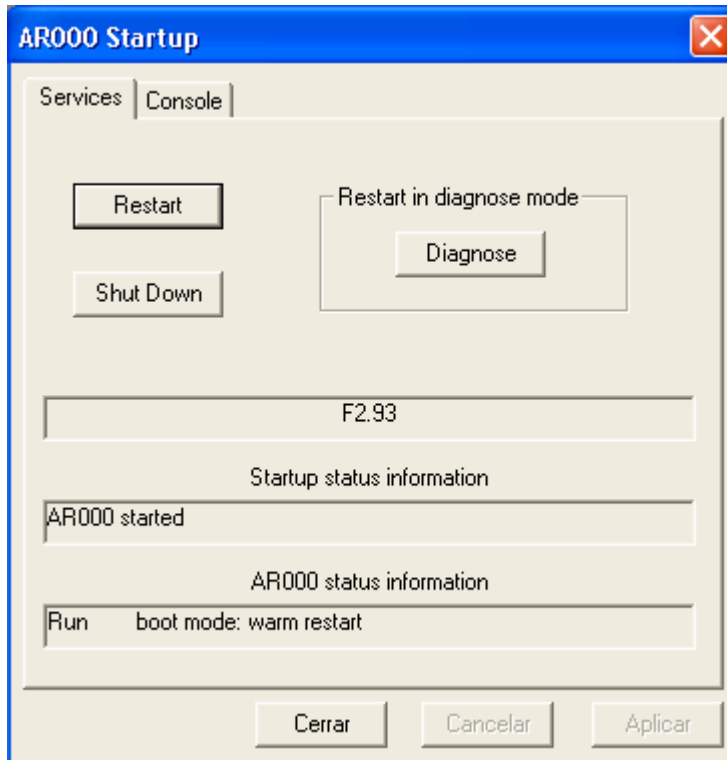 AR000 Startup
Services Console
Restart
Restart in diagnose mode
Diagnose
Shut Down
F2.93
Startup status information
AR000 started
AR000 status information
Run boot mode: warm restart
Cerrar Cancelar Aplicar